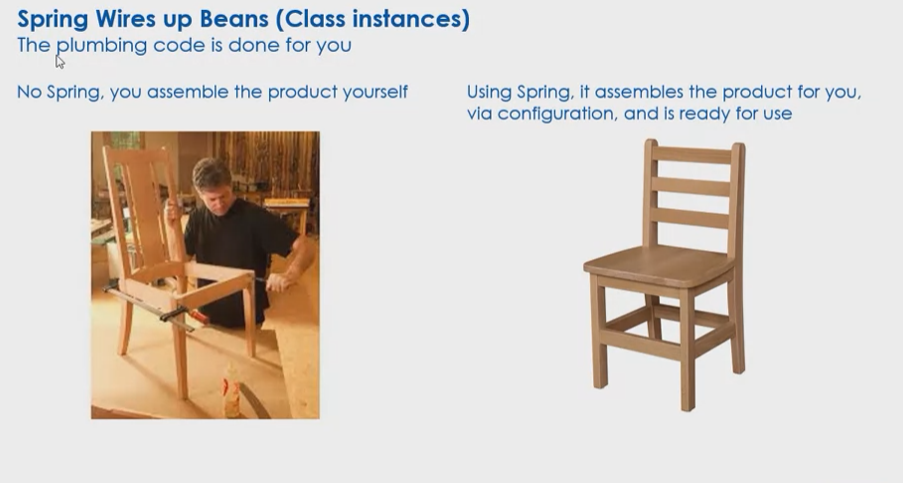 Spring Wires up Beans (Class instances)
The plumbing code is done for you
No Spring, you assemble the product yourself
Using Spring, it assembles the product for you,
via configuration, and is ready for use